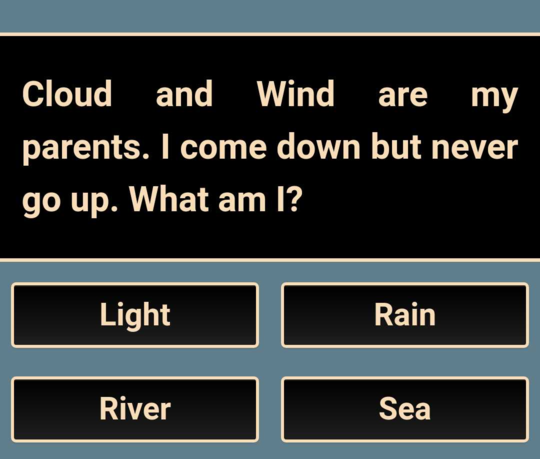 Cloud and Wind are my
parents. I come down but never
go up. What am I?
Light
Rain
River
Sea